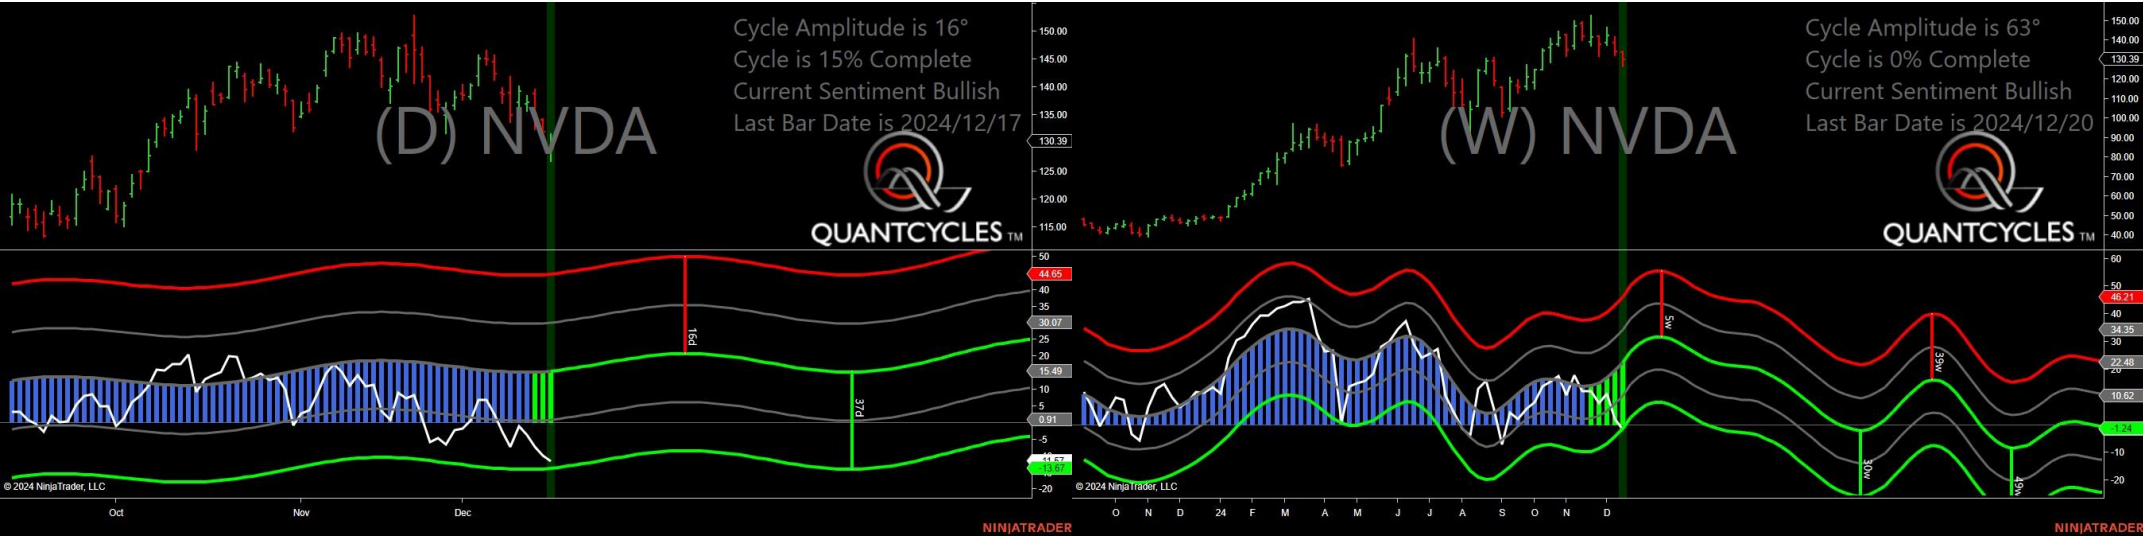 Cycle Amplitude is 16°
Cycle is 15% Complete
Current Sentiment Bullish
Last Bar Date is 2024/12/17
(D) NVDA
QUANTCYCLES TM
150.00
145.00
140.00
135.00
130.39
125.00
120.00
115.00
50
44.65
40
35
30.07
25
20
15.49
10
5
0.91
-5
-11.57
-13.67
-20
16d
37d
© 2024 NinjaTrader, LLC
Oct Nov Dec
NINJATRADER
Cycle Amplitude is 63°
Cycle is 0% Complete
Current Sentiment Bullish
Last Bar Date is 2024/12/20
(W) NVDA
QUANTCYCLES TM
150.00
140.00
130.39
120.00
110.00
100.00
90.00
80.00
70.00
60.00
50.00
40.00
60
50
46.21
40
34.35
30
22.48
20
10.62
-1.24
-10
-20
5w
39w
30w
49w
© 2024 NinjaTrader, LLC
O N D 24 F M A M J J A S O N D
NINJATRADER